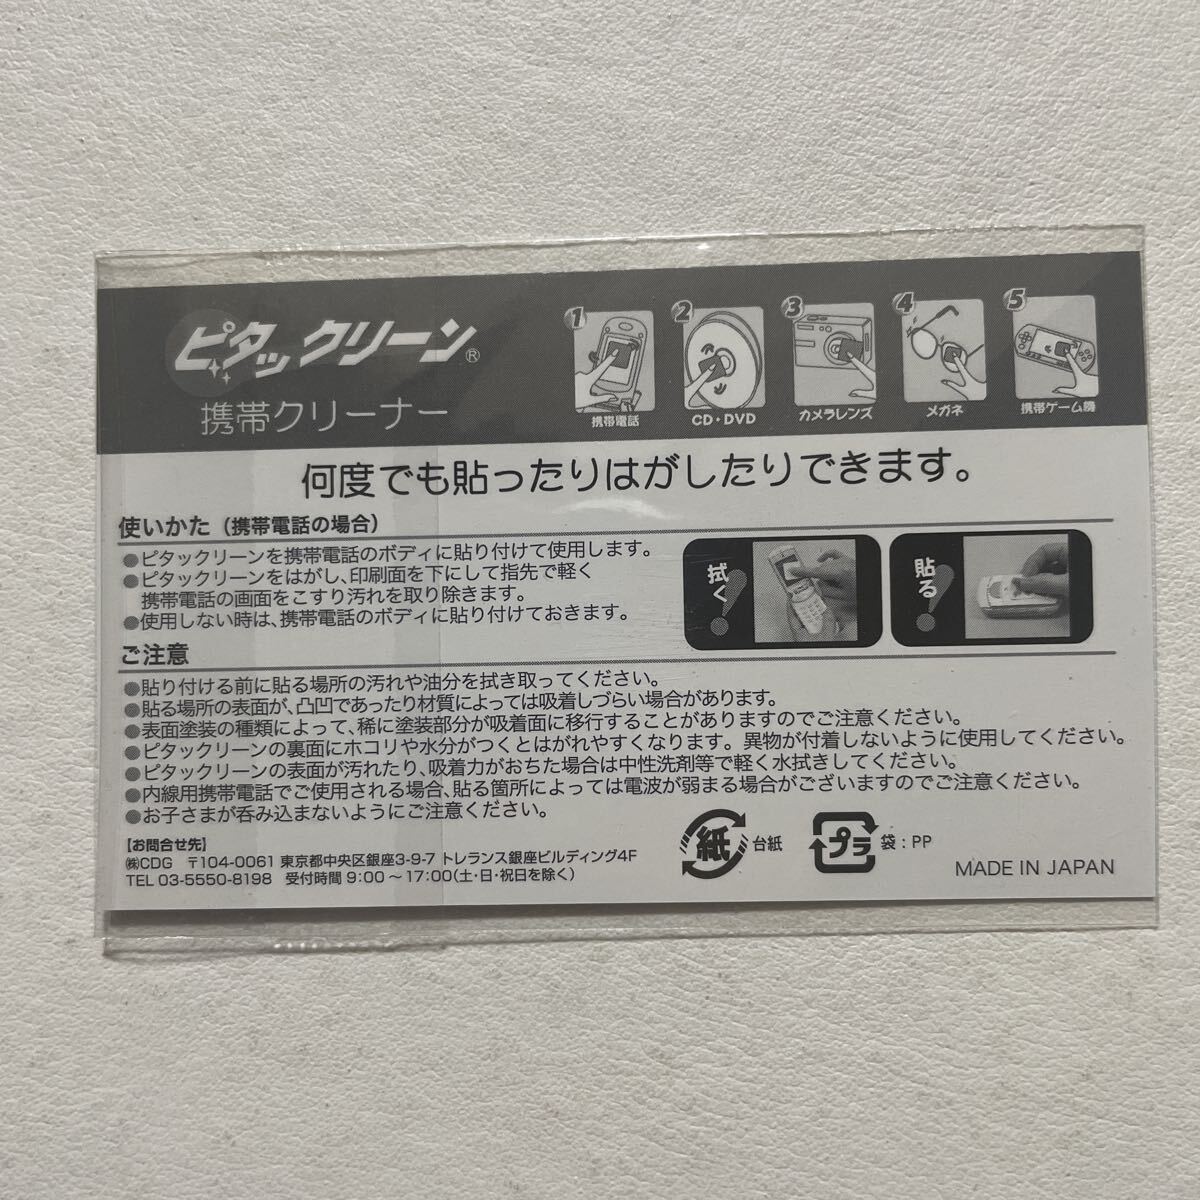 ピタックリーン®
携帯クリーナー
1
携帯電話
2
CD・DVD
3
カメラレンズ
4
メガネ
5
携帯ゲーム機
何度でも貼ったりはがしたりできます。
使いかた（携帯電話の場合）
●ピタックリーンを携帯電話のボディに貼り付けて使用します。
●ピタックリーンをはがし、印刷面を下にして指先で軽く
携帯電話の画面をこすり汚れを取り除きます。
●使用しない時は、携帯電話のボディに貼り付けておきます。
拭く!
貼る!
ご注意
●貼り付ける前に貼る場所の汚れや油分を拭き取ってください。
●貼る場所の表面が、凸凹であったり材質によっては吸着しづらい場合があります。
●表面塗装の種類によって、稀に塗装部分が吸着面に移行することがありますのでご注意ください。
●ピタックリーンの裏面にホコリや水分がつくとはがれやすくなります。異物が付着しないように使用してください。
●ピタックリーンの表面が汚れたり、吸着力がおちた場合は中性洗剤等で軽く水拭きしてください。
●内線用携帯電話でご使用される場合、貼る箇所によっては電波が弱まる場合がございますのでご注意ください。
●お子さまが呑み込まないようにご注意ください。
【お問合せ先】
㈱CDG 〒104-0061 東京都中央区銀座3-9-7 トレランス銀座ビルディング4F
TEL 03-5550-8198 受付時間 9:00～17:00(土・日・祝日を除く)
紙 台紙
プラ 袋：PP
MADE IN JAPAN